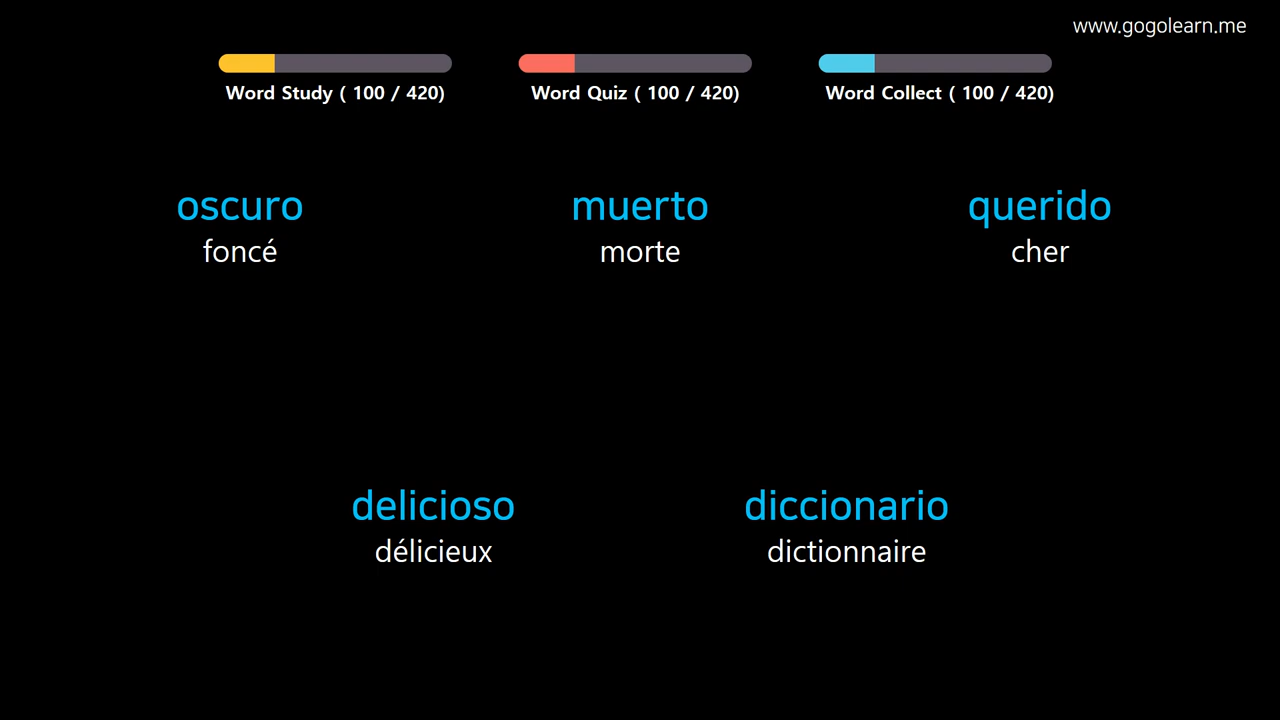 www.gogolearn.me
Word Study ( 100 / 420)
Word Quiz ( 100 / 420)
Word Collect ( 100 / 420)
oscuro
foncé
muerto
morte
querido
cher
delicioso
délicieux
diccionario
dictionnaire